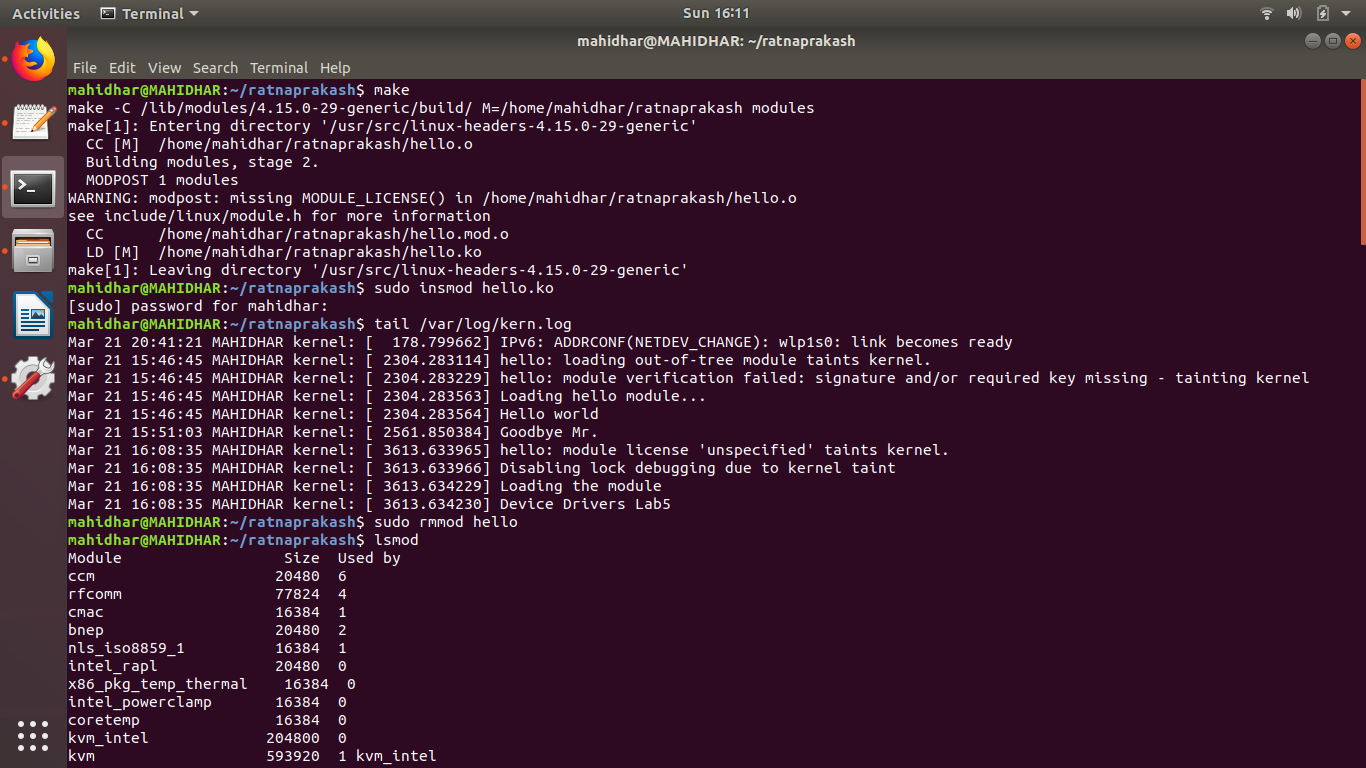 Activities Terminal Sun 16:11
mahidhar@MAHIDHAR: ~/ratnaprakash
File Edit View Search Terminal Help
mahidhar@MAHIDHAR:~/ratnaprakash$ make
make -C /lib/modules/4.15.0-29-generic/build/ M=/home/mahidhar/ratnaprakash modules
make[1]: Entering directory '/usr/src/linux-headers-4.15.0-29-generic'
  CC [M]  /home/mahidhar/ratnaprakash/hello.o
  Building modules, stage 2.
  MODPOST 1 modules
WARNING: modpost: missing MODULE_LICENSE() in /home/mahidhar/ratnaprakash/hello.o
see include/linux/module.h for more information
  CC      /home/mahidhar/ratnaprakash/hello.mod.o
  LD [M]  /home/mahidhar/ratnaprakash/hello.ko
make[1]: Leaving directory '/usr/src/linux-headers-4.15.0-29-generic'
mahidhar@MAHIDHAR:~/ratnaprakash$ sudo insmod hello.ko
[sudo] password for mahidhar:
mahidhar@MAHIDHAR:~/ratnaprakash$ tail /var/log/kern.log
Mar 21 20:41:21 MAHIDHAR kernel: [  178.799662] IPv6: ADDRCONF(NETDEV_CHANGE): wlp1s0: link becomes ready
Mar 21 15:46:45 MAHIDHAR kernel: [ 2304.283114] hello: loading out-of-tree module taints kernel.
Mar 21 15:46:45 MAHIDHAR kernel: [ 2304.283229] hello: module verification failed: signature and/or required key missing - tainting kernel
Mar 21 15:46:45 MAHIDHAR kernel: [ 2304.283563] Loading hello module...
Mar 21 15:46:45 MAHIDHAR kernel: [ 2304.283564] Hello world
Mar 21 15:51:03 MAHIDHAR kernel: [ 2561.850384] Goodbye Mr.
Mar 21 16:08:35 MAHIDHAR kernel: [ 3613.633965] hello: module license 'unspecified' taints kernel.
Mar 21 16:08:35 MAHIDHAR kernel: [ 3613.633966] Disabling lock debugging due to kernel taint
Mar 21 16:08:35 MAHIDHAR kernel: [ 3613.634229] Loading the module
Mar 21 16:08:35 MAHIDHAR kernel: [ 3613.634230] Device Drivers Lab5
mahidhar@MAHIDHAR:~/ratnaprakash$ sudo rmmod hello
mahidhar@MAHIDHAR:~/ratnaprakash$ lsmod
Module                  Size  Used by
ccm                    20480  6
rfcomm                 77824  4
cmac                   16384  1
bnep                   20480  2
nls_iso8859_1          16384  1
intel_rapl             20480  0
x86_pkg_temp_thermal    16384  0
intel_powerclamp       16384  0
coretemp               16384  0
kvm_intel             204800  0
kvm                   593920  1 kvm_intel